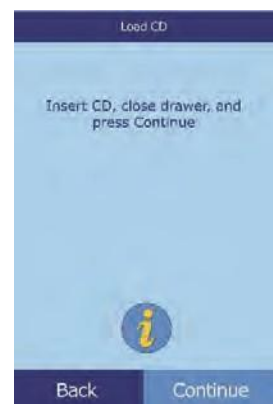 Load CD
Insert CD, close drawer, and
press Continue
i
Back Continue